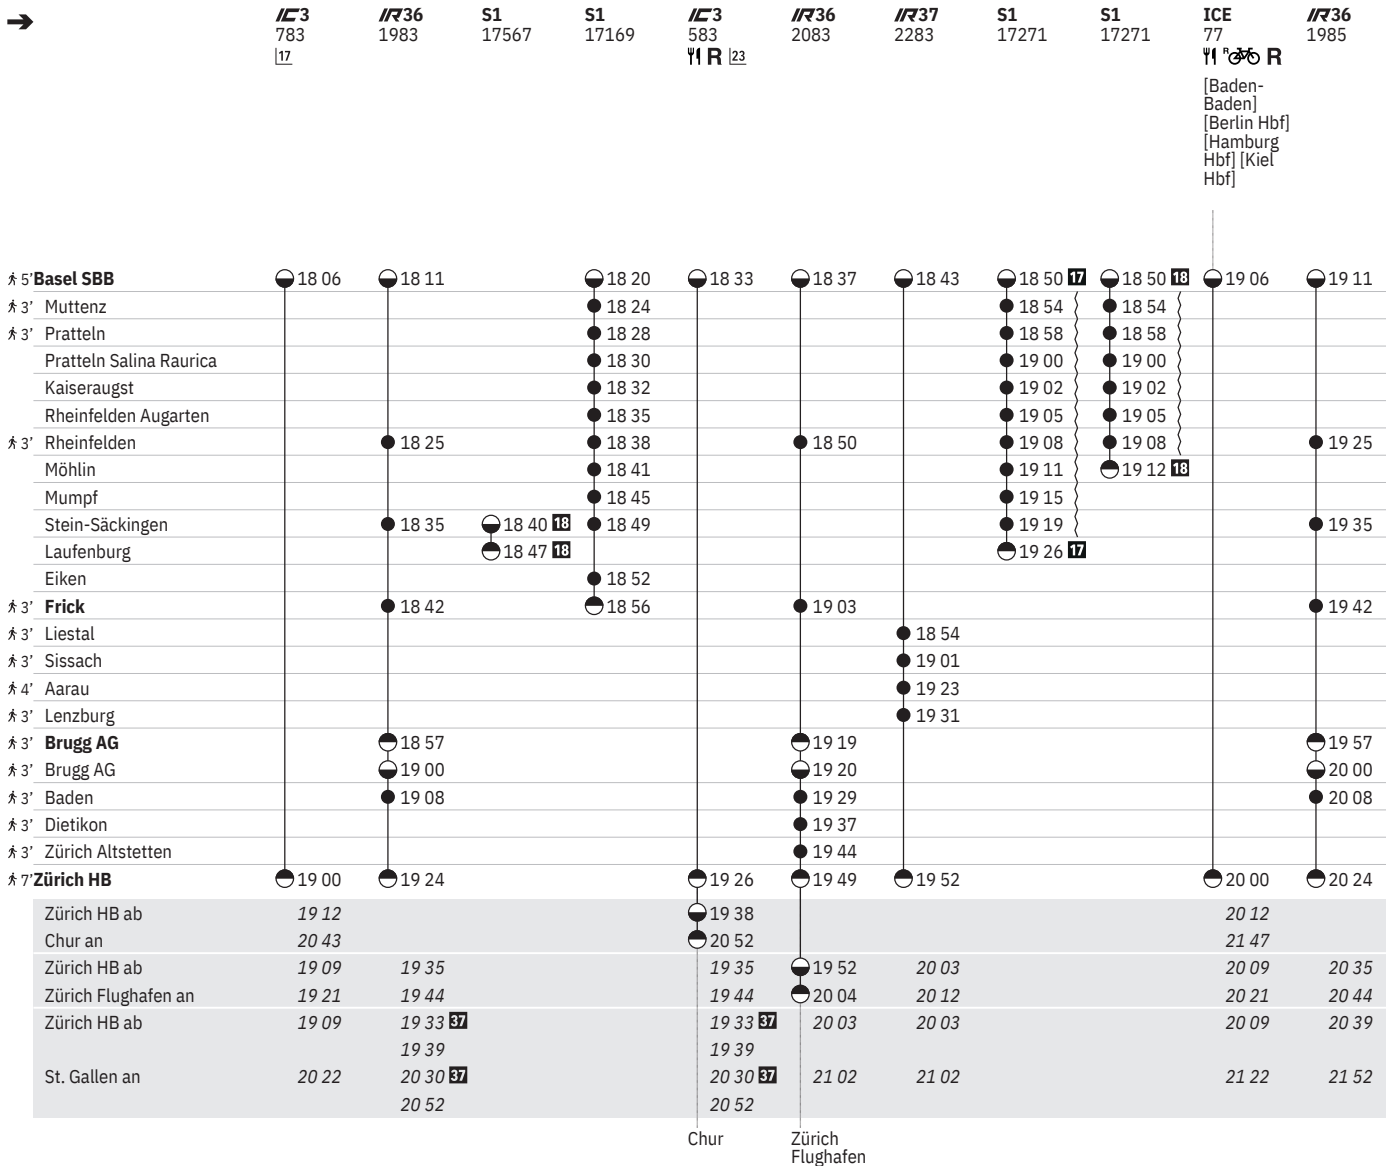 IC3 IR36 S1 S1 IC3 IR36 IR37 S1 S1 ICE IR36
783 1983 17567 17169 583 2083 2283 17271 17271 77 1985
17 R 23 R R
[Baden-
Baden]
[Berlin Hbf]
[Hamburg
Hbf] [Kiel
Hbf]
5' Basel SBB 18 06 18 11 18 20 18 33 18 37 18 43 18 50 17 18 50 18 19 06 19 11
3' Muttenz 18 24 18 54 18 54
3' Pratteln 18 28 18 58 18 58
Pratteln Salina Raurica 18 30 19 00 19 00
Kaiseraugst 18 32 19 02 19 02
Rheinfelden Augarten 18 35 19 05 19 05
3' Rheinfelden 18 25 18 38 18 50 19 08 19 08 19 25
Möhlin 18 41 19 11 19 12 18
Mumpf 18 45 19 15
Stein-Säckingen 18 35 18 40 18 18 49 19 19 19 35
Laufenburg 18 47 18 19 26 17
Eiken 18 52
3' Frick 18 42 18 56 19 03 19 42
3' Liestal 18 54
3' Sissach 19 01
4' Aarau 19 23
3' Lenzburg 19 31
3' Brugg AG 18 57 19 19 19 57
3' Brugg AG 19 00 19 20 20 00
3' Baden 19 08 19 29 20 08
3' Dietikon 19 37
3' Zürich Altstetten 19 44
7' Zürich HB 19 00 19 24 19 26 19 49 19 52 20 00 20 24
Zürich HB ab 19 12 19 38 20 12
Chur an 20 43 20 52 21 47
Zürich HB ab 19 09 19 35 19 35 19 52 20 03 20 09 20 35
Zürich Flughafen an 19 21 19 44 19 44 20 04 20 12 20 21 20 44
Zürich HB ab 19 09 19 33 37 19 33 37 20 03 20 03 20 09 20 39
19 39 19 39
St. Gallen an 20 22 20 30 37 20 30 37 21 02 21 02 21 22 21 52
20 52 20 52
Chur Zürich
Flughafen